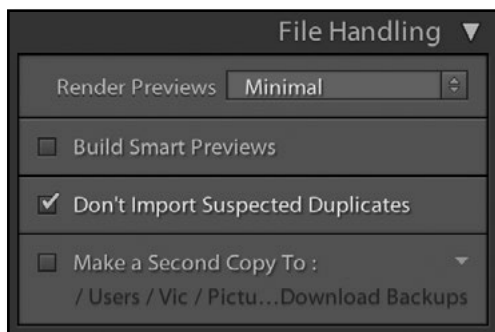 File Handling
Render Previews Minimal
Build Smart Previews
Don't Import Suspected Duplicates
Make a Second Copy To :
/ Users / Vic / Pictu...Download Backups